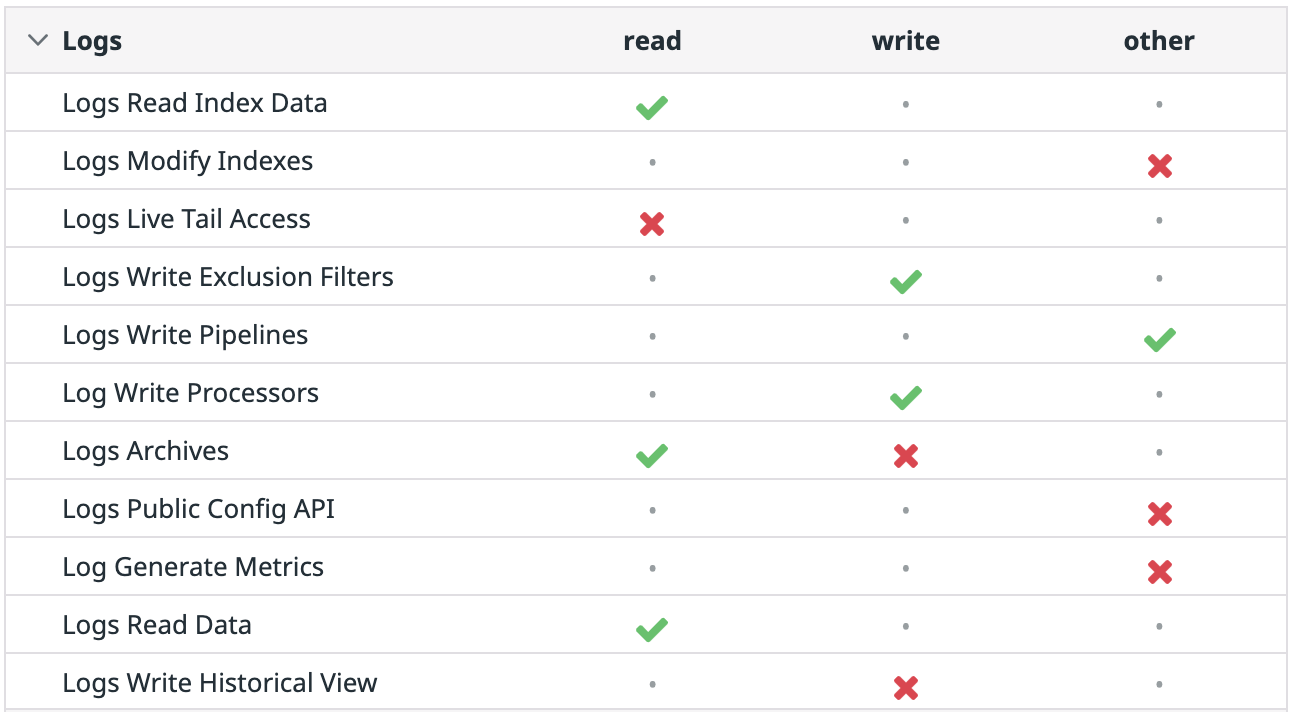 Logs read write other
Logs Read Index Data
Logs Modify Indexes
Logs Live Tail Access
Logs Write Exclusion Filters
Logs Write Pipelines
Log Write Processors
Logs Archives
Logs Public Config API
Log Generate Metrics
Logs Read Data
Logs Write Historical View